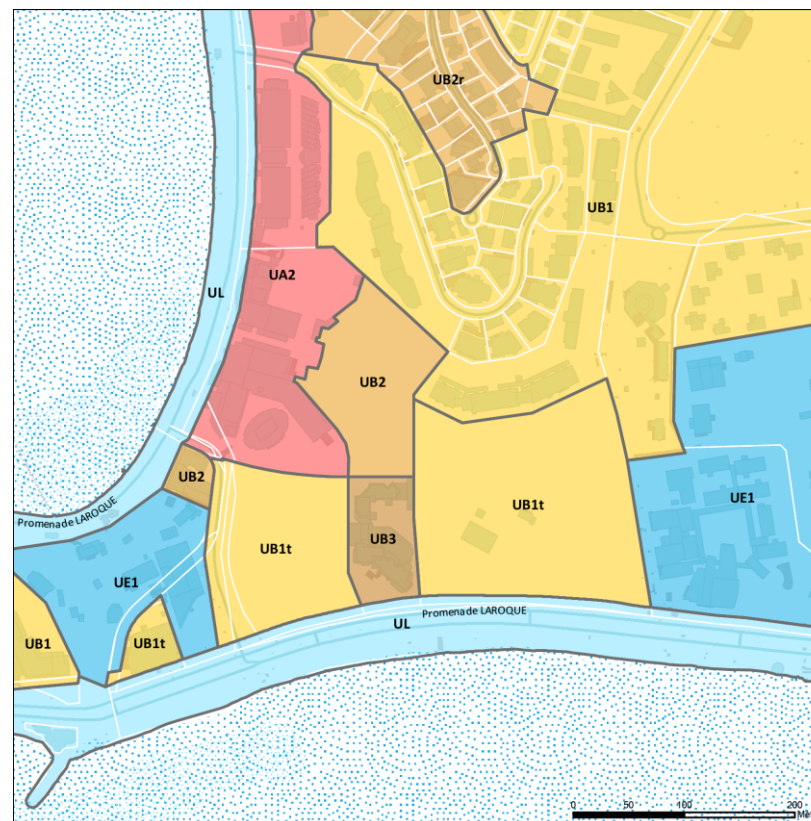 UB2r
UB1
UA2
UL
UB2
UB2
UE1
UB1t
Promenade LAROQUE
UB3
UB1t
UE1
Promenade LAROQUE
UL
UB1
UB1t
0 50 100 200